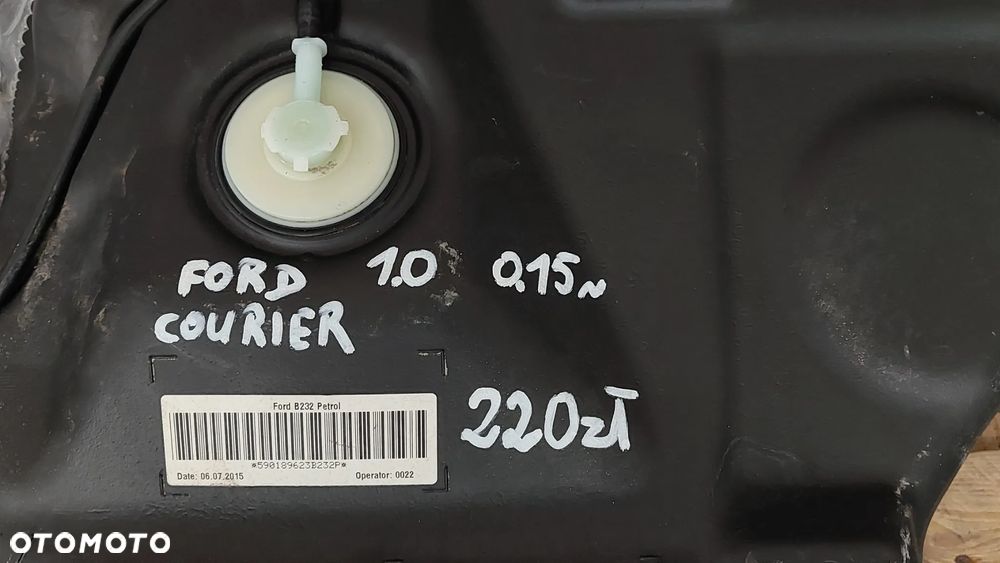 FORD 1.0 0,15N
COURIER
220zł
Ford B232 Petrol
*590189623B232P*
Date: 06.07.2015 Operator: 0022
OTOMOTO